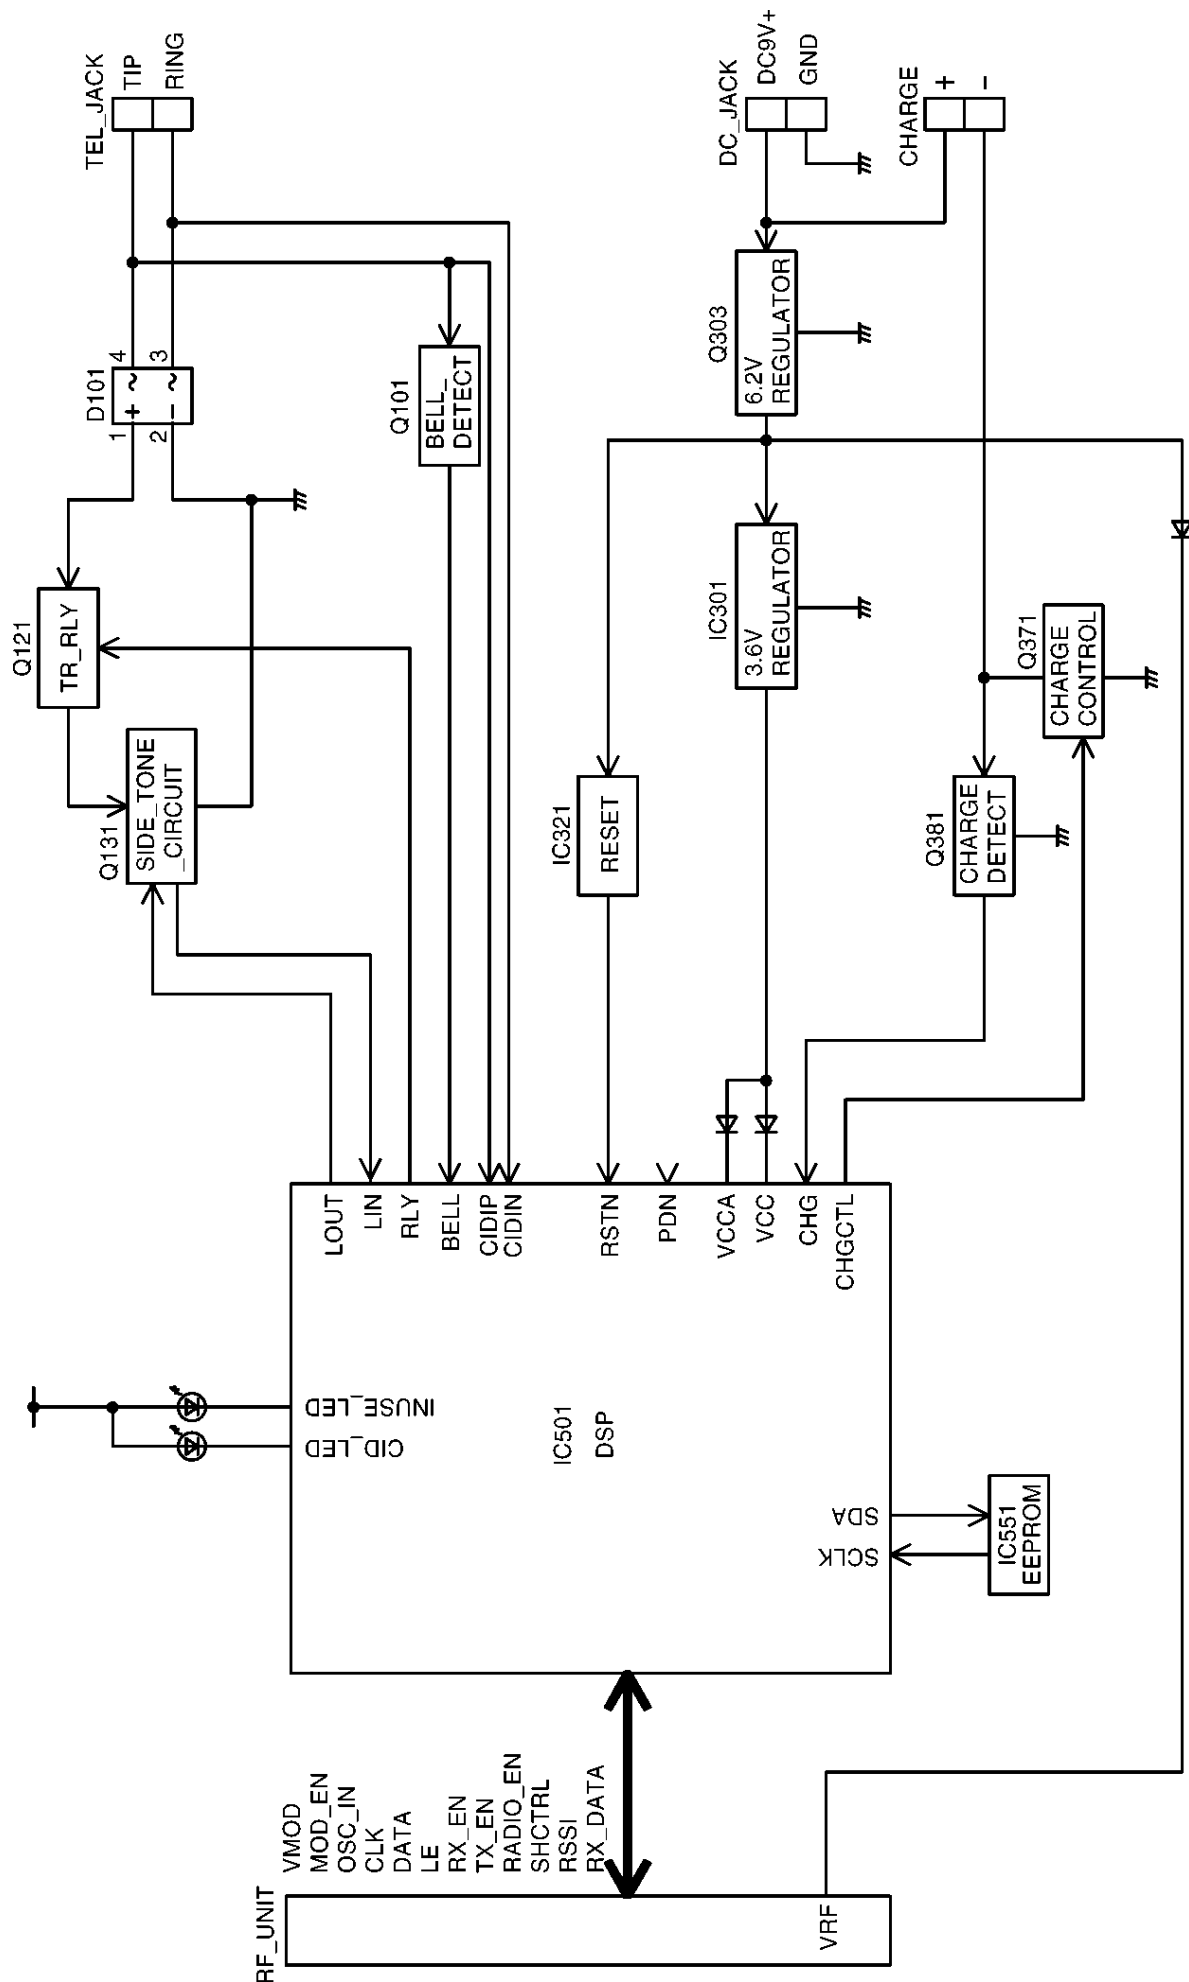 TEL_JACK
TIP
RING
DC_JACK
DC9V+
GND
CHARGE
+
–
D101
1
4
+
~
2
3
–
~
Q303
6.2V
REGULATOR
Q101
BELL_
DETECT
Q121
TR_RLY
IC301
3.6V
REGULATOR
Q371
CHARGE
CONTROL
Q131
SIDE_TONE
_CIRCUIT
IC321
RESET
Q381
CHARGE
DETECT
LOUT
LIN
RLY
BELL
CIDIP
CIDIN
RSTN
PDN
VCCA
VCC
CHG
CHGCTL
INUSE_LED
CID_LED
IC501
DSP
SDA
SCLK
IC551
EEPROM
VMOD
MOD_EN
OSC_IN
CLK
DATA
LE
RX_EN
TX_EN
RADIO_EN
SHCTRL
RSSI
RX_DATA
RF_UNIT
VRF